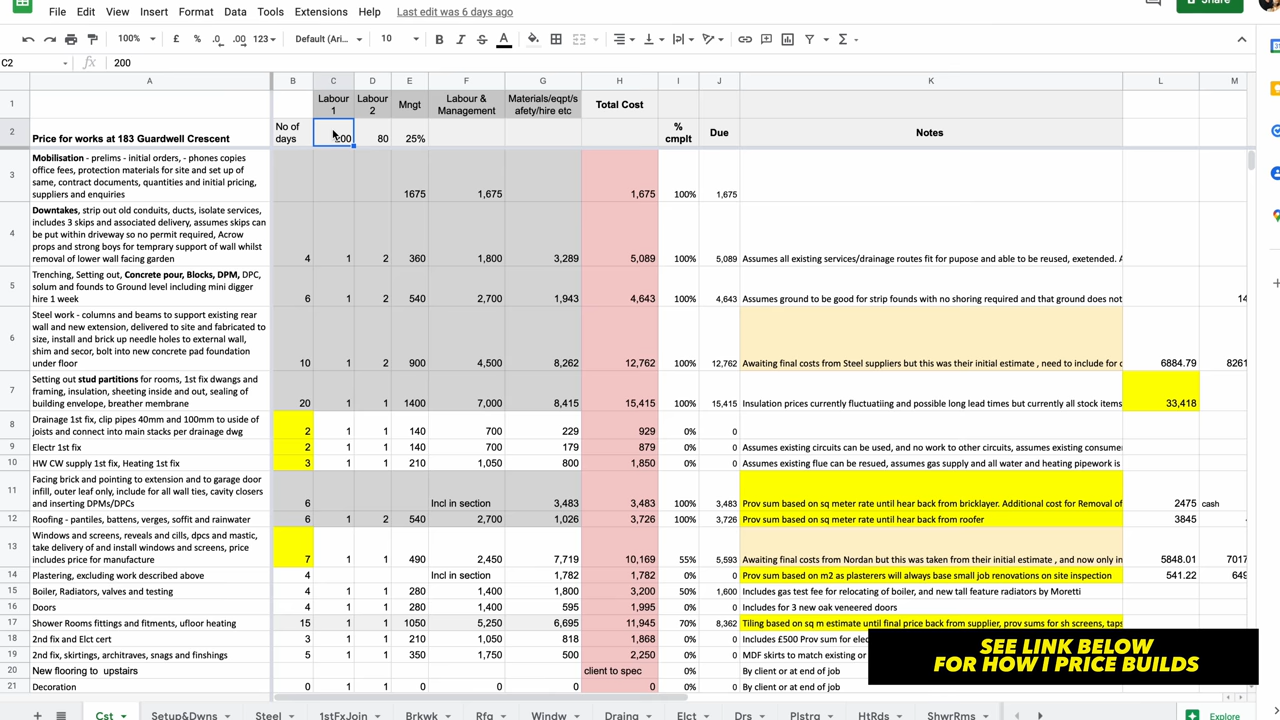 File Edit View Insert Format Data Tools Extensions Help Last edit was 6 days ago Share
100% £ % .0 .00 123 Default (Ari... 10 B I S A
C2 fx 200
A B C D E F G H I J K L M
1 Labour 1 Labour 2 Mngt Labour & Management Materials/eqpt/s afety/hire etc Total Cost
2 Price for works at 183 Guardwell Crescent No of days 200 80 25% % cmplt Due Notes
3 Mobilisation - prelims - initial orders, - phones copies
office fees, protection materials for site and set up of
same, contract documents, quantities and initial pricing,
suppliers and enquiries 1675 1,675 1,675 100% 1,675
4 Downtakes, strip out old conduits, ducts, isolate services,
includes 3 skips and associated delivery, assumes skips can
be put within driveway so no permit required, Acrow
props and strong boys for temprary support of wall whilst
removal of lower wall facing garden 4 1 2 360 1,800 3,289 5,089 100% 5,089 Assumes all existing services/drainage routes fit for pupose and able to be reused, exetended. A
5 Trenching, Setting out, Concrete pour, Blocks, DPM, DPC,
solum and founds to Ground level including mini digger
hire 1 week 6 1 2 540 2,700 1,943 4,643 100% 4,643 Assumes ground to be good for strip founds with no shoring required and that ground does not 14
6 Steel work - columns and beams to support existing rear
wall and new extension, delivered to site and fabricated to
size, install and brick up needle holes to external wall,
shim and secor, bolt into new concrete pad foundation
under floor 10 1 2 900 4,500 8,262 12,762 100% 12,762 Awaiting final costs from Steel suppliers but this was their initial estimate , need to include for c 6884.79 8261
7 Setting out stud partitions for rooms, 1st fix dwangs and
framing, insulation, sheeting inside and out, sealing of
building envelope, breather membrane 20 1 1 1400 7,000 8,415 15,415 100% 15,415 Insulation prices currently fluctuatiing and possible long lead times but currently all stock items 33,418
8 Drainage 1st fix, clip pipes 40mm and 100mm to uside of
joists and connect into main stacks per drainage dwg 2 1 1 140 700 229 929 0% 0
9 Electr 1st fix 2 1 1 140 700 179 879 0% 0 Assumes existing circuits can be used, and no work to other circuits, assumes existing consume
10 HW CW supply 1st fix, Heating 1st fix 3 1 1 210 1,050 800 1,850 0% 0 Assumes existing flue can be resued, assumes gas supply and all water and heating pipework is
11 Facing brick and pointing to extension and to garage door
infill, outer leaf only, include for all wall ties, cavity closers
and inserting DPMs/DPCs 6 Incl in section 3,483 3,483 100% 3,483 Prov sum based on sq meter rate until hear back from bricklayer. Additional cost for Removal of 2475 cash
12 Roofing - pantiles, battens, verges, soffit and rainwater 6 1 2 540 2,700 1,026 3,726 100% 3,726 Prov sum based on sq meter rate until hear back from roofer 3845
13 Windows and screens, reveals and cills, dpcs and mastic,
take delivery of and install windows and screens, price
includes price for manufacture 7 1 1 490 2,450 7,719 10,169 55% 5,593 Awaiting final costs from Nordan but this was taken from their initial estimate , and now only in 5848.01 7017
14 Plastering, excluding work described above 4 Incl in section 1,782 1,782 0% 0 Prov sum based on m2 as plasterers will always base small job renovations on site inspection 541.22 649
15 Boiler, Radiators, valves and testing 4 1 1 280 1,400 1,800 3,200 50% 1,600 Includes gas test fee for relocating of boiler, and new tall feature radiators by Moretti
16 Doors 4 1 1 280 1,400 595 1,995 0% 0 Includes for 3 new oak veneered doors
17 Shower Rooms fittings and fitments, ufloor heating 15 1 1 1050 5,250 6,695 11,945 70% 8,362 Tiling based on sq m estimate until final price back from supplier, prov sums for sh screens, taps
18 2nd fix and Elct cert 3 1 1 210 1,050 818 1,868 0% 0 Includes £500 Prov sum for elec
19 2nd fix, skirtings, architraves, snags and finshings 5 1 1 350 1,750 500 2,250 0% 0 MDF skirts to match existing or
20 New flooring to upstairs client to spec 0% By client or at end of job
21 Decoration 0 1 1 0 0 0 0 0% 0 By client or at end of job
SEE LINK BELOW
FOR HOW I PRICE BUILDS
Cst Setup&Dwns Steel 1stFxJoin Brkwk Rfg Windw Draing Elct Drs Plstrg HtRds ShwrRms Explore